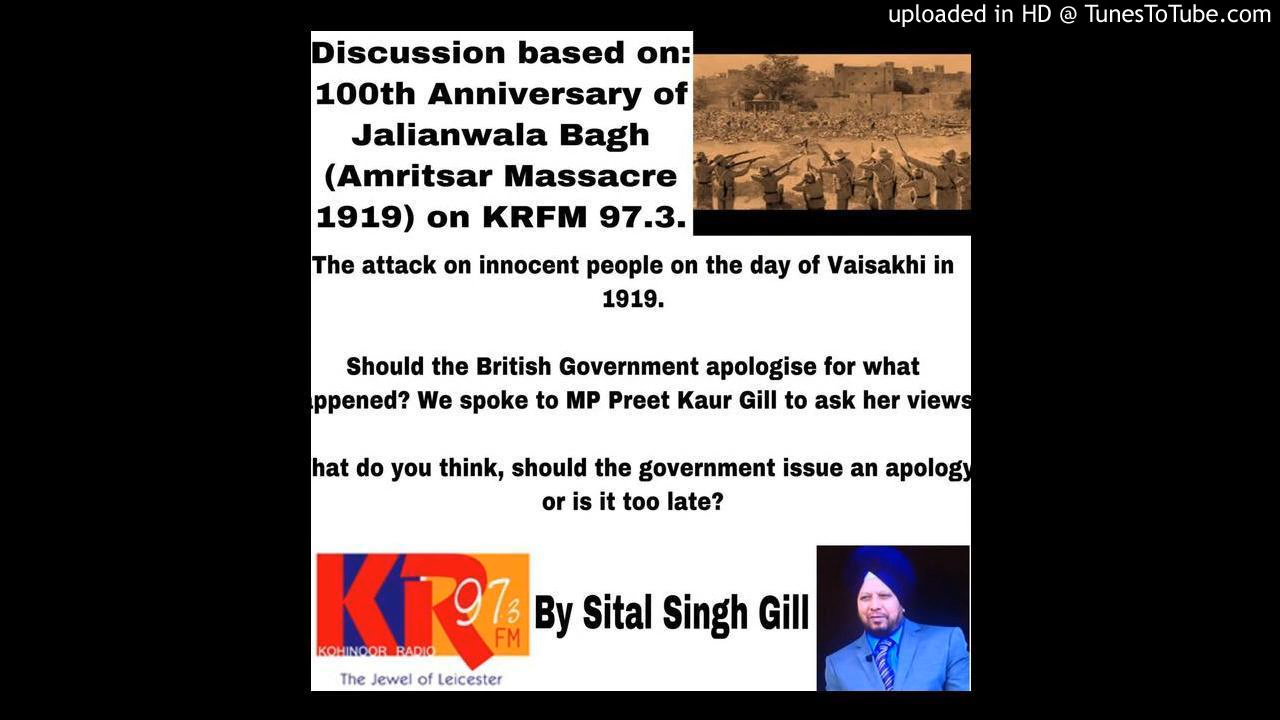 uploaded in HD @ TunesToTube.com
Discussion based on:
100th Anniversary of
Jalianwala Bagh
(Amritsar Massacre
1919) on KRFM 97.3.
The attack on innocent people on the day of Vaisakhi in
1919.
Should the British Government apologise for what
appened? We spoke to MP Preet Kaur Gill to ask her views
hat do you think, should the government issue an apology
or is it too late?
KR 97.3
FM
KOHINOOR RADIO
The Jewel of Leicester
By Sital Singh Gill